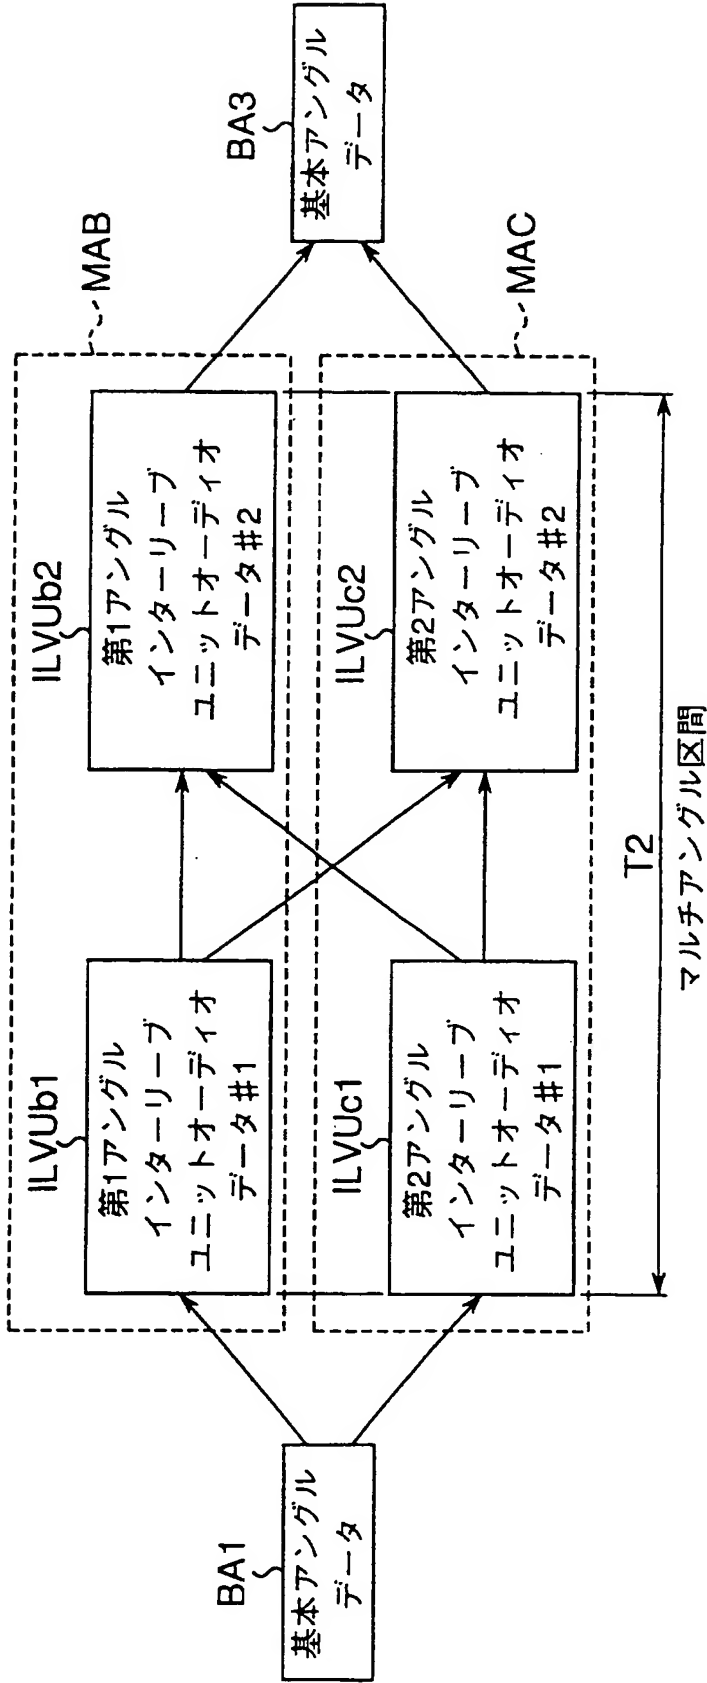 BA1
基本アングル
データ
MAB
ILVUb1
第1アングル
インターリーブ
ユニットオーディオ
データ#1
ILVUb2
第1アングル
インターリーブ
ユニットオーディオ
データ#2
MAC
ILVUc1
第2アングル
インターリーブ
ユニットオーディオ
データ#1
ILVUc2
第2アングル
インターリーブ
ユニットオーディオ
データ#2
BA3
基本アングル
データ
T2
マルチアングル区間